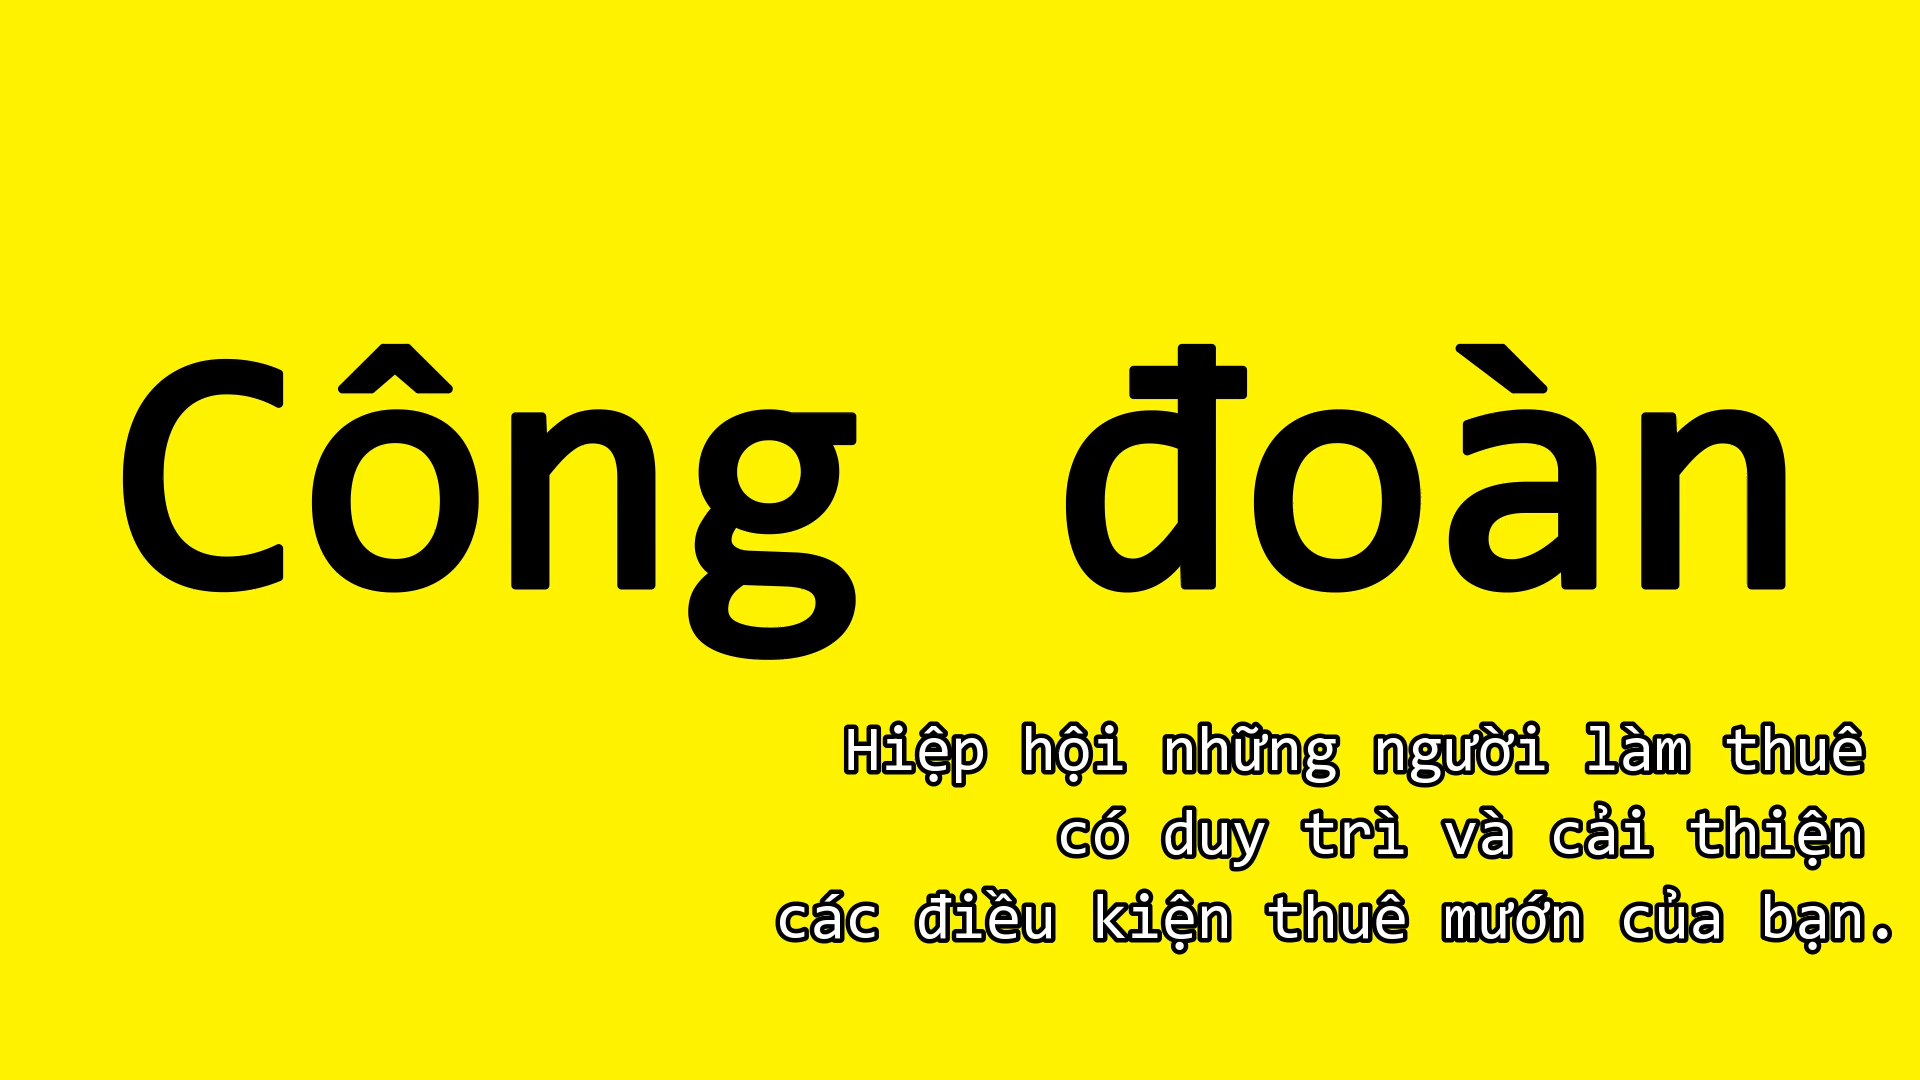 Công đoàn
Hiệp hội những người làm thuê
có duy trì và cải thiện
các điều kiện thuê mướn của bạn.